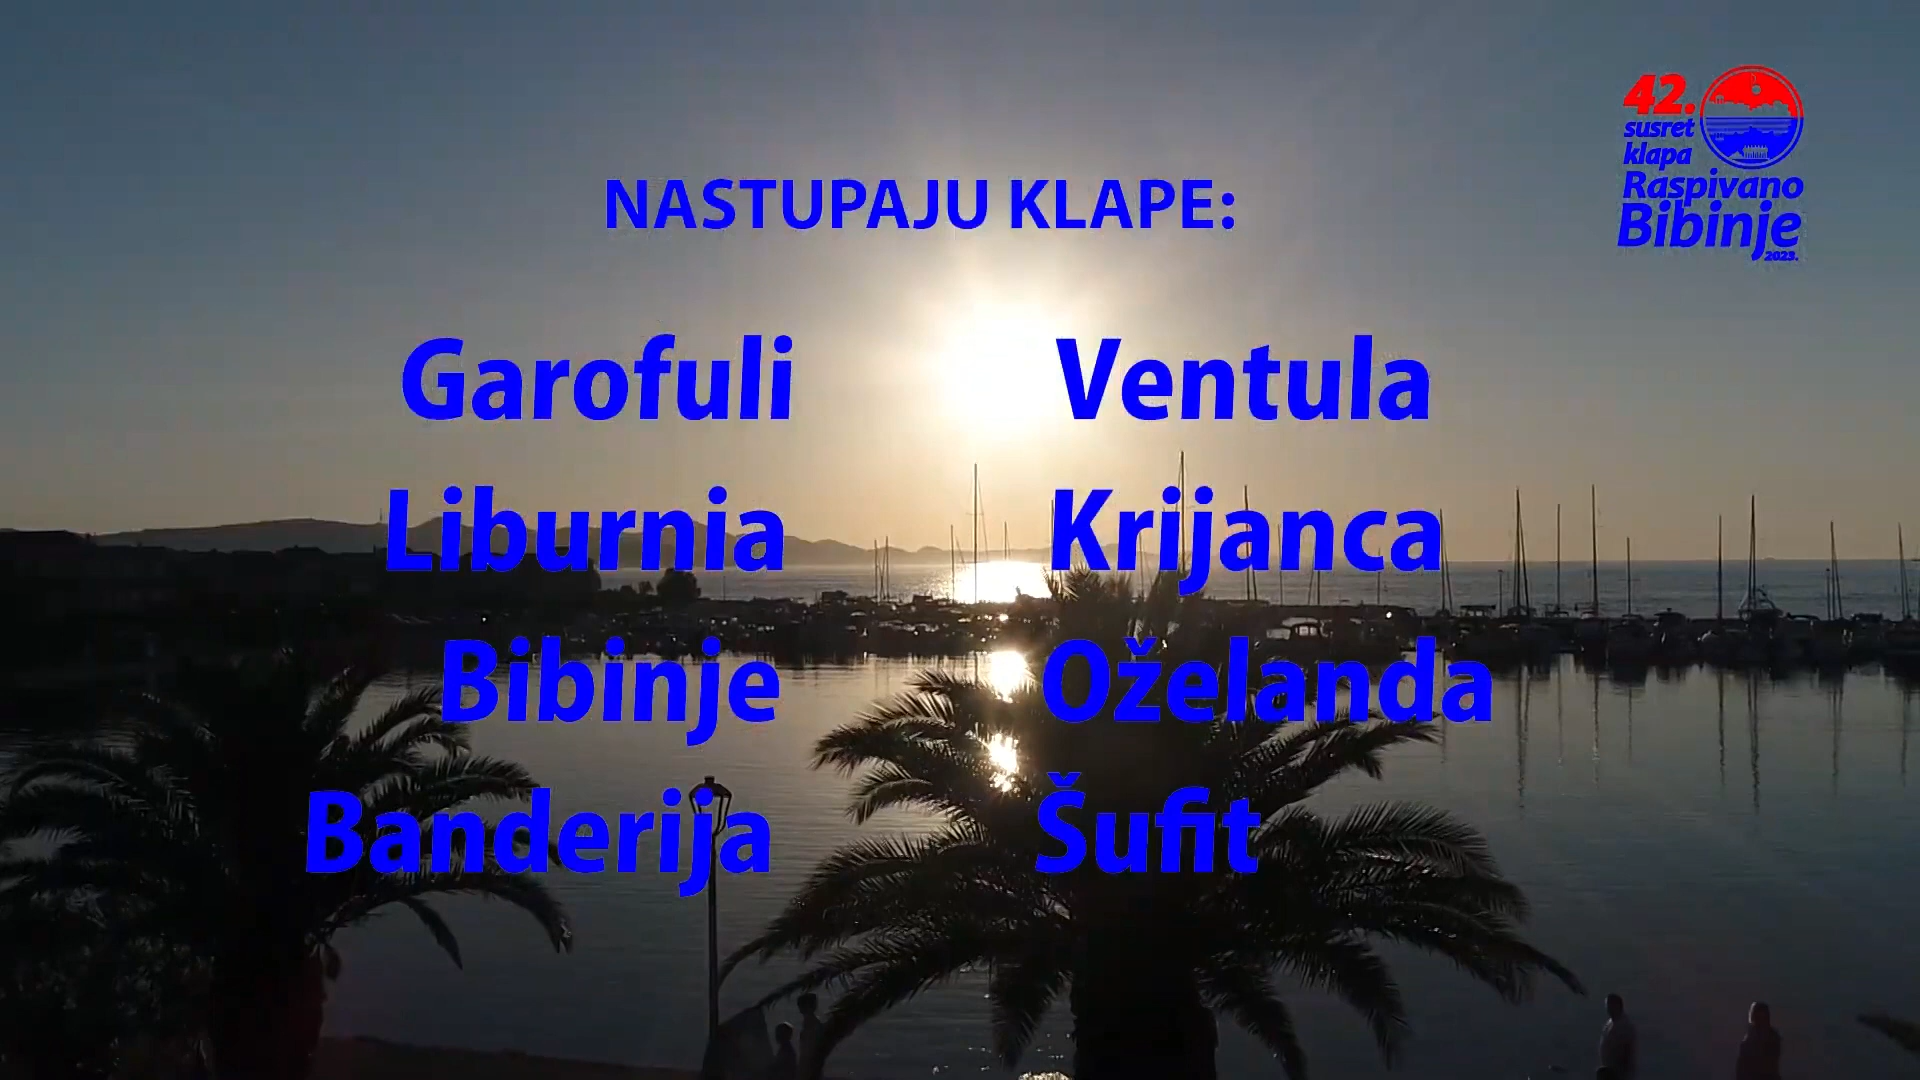 42.
susret
klapa
Raspivano
Bibinje
2023.
NASTUPAJU KLAPE:
Garofuli
Ventula
Liburnia
Krijanca
Bibinje
Oželanda
Banderija
Šufit